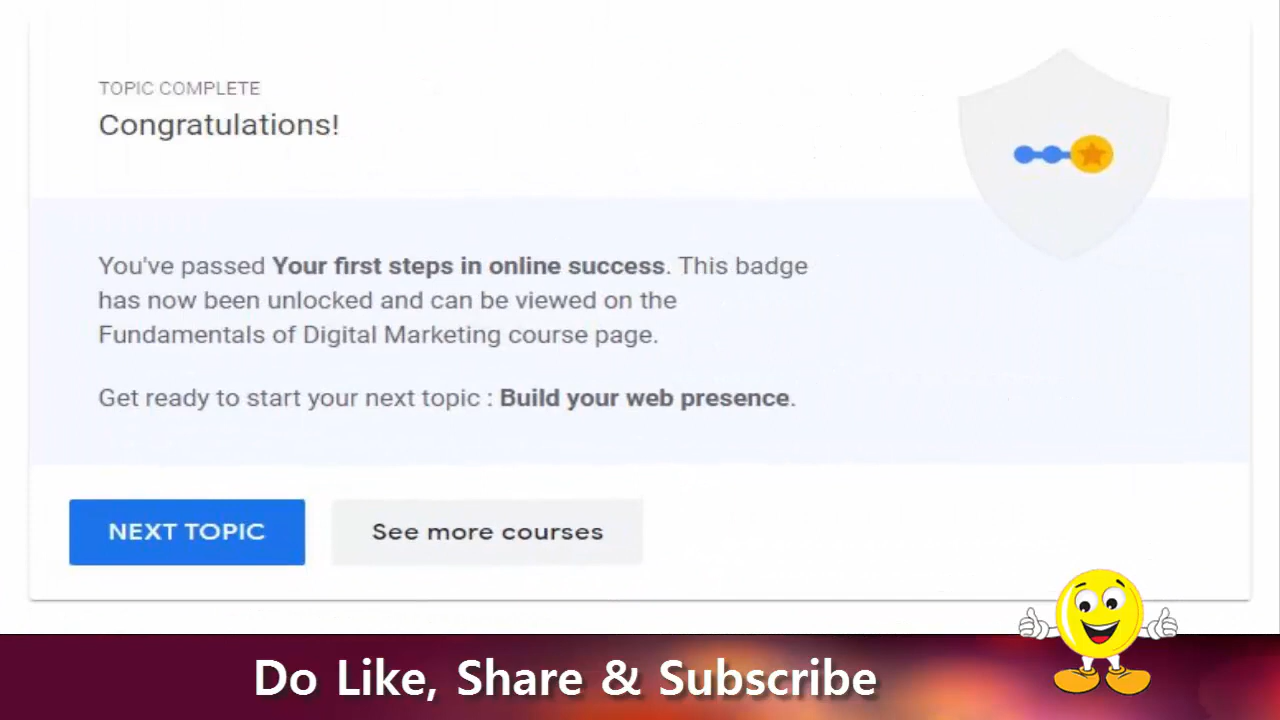 TOPIC COMPLETE
Congratulations!
You've passed Your first steps in online success. This badge
has now been unlocked and can be viewed on the
Fundamentals of Digital Marketing course page.
Get ready to start your next topic : Build your web presence.
NEXT TOPIC
See more courses
Do Like, Share & Subscribe